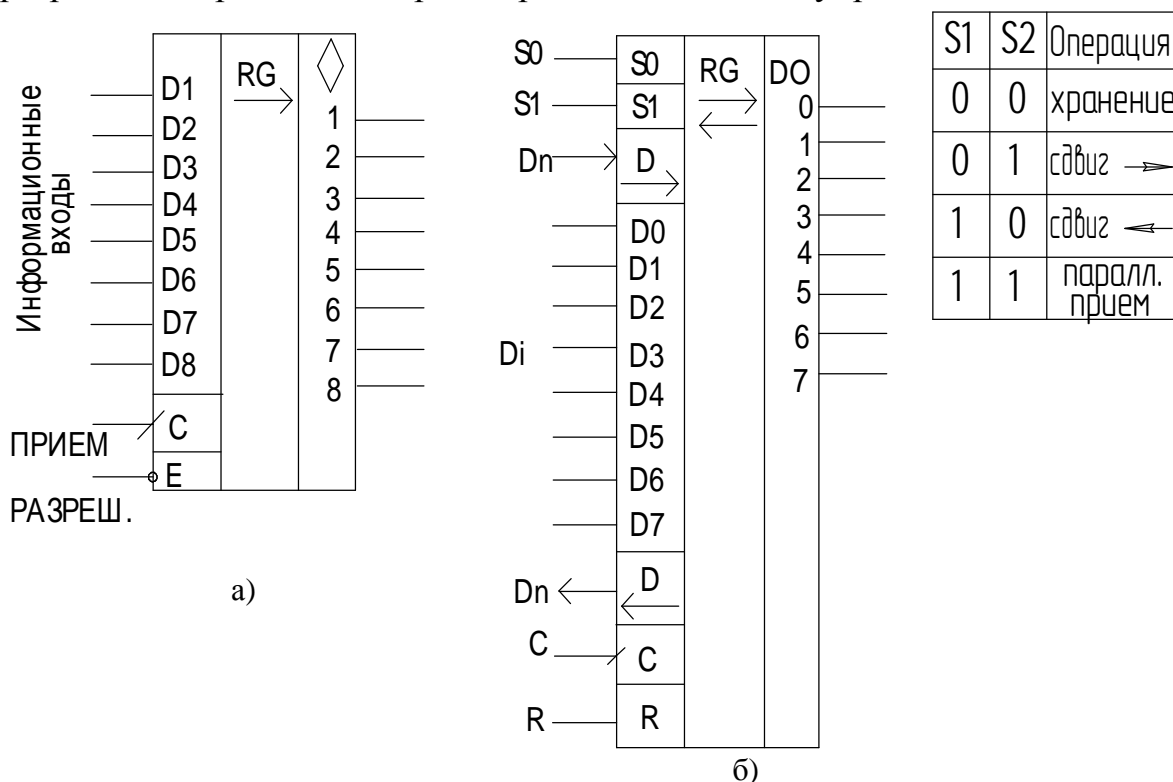 Информационные
входы
D1
D2
D3
D4
D5
D6
D7
D8
C
E
ПРИЕМ
РАЗРЕШ.
RG
1
2
3
4
5
6
7
8
а)
S0
S1
Dn
Di
Dn
C
R
S0
S1
D
D0
D1
D2
D3
D4
D5
D6
D7
D
C
R
RG
DO
0
1
2
3
4
5
6
7
б)
S1 S2 Операция
0 0 хранение
0 1 сдвиг
1 0 сдвиг
1 1 паралл.
прием